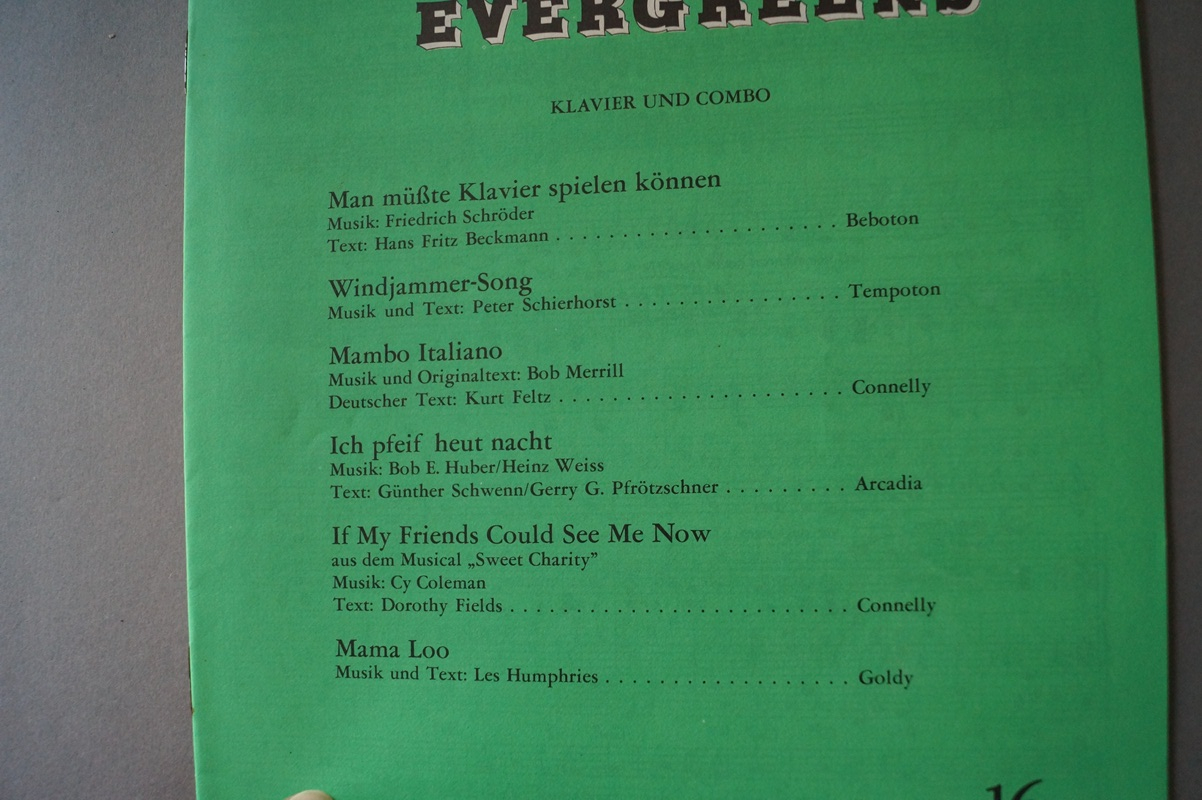 EVERGREENS
KLAVIER UND COMBO
Man müßte Klavier spielen können
Musik: Friedrich Schröder
Text: Hans Fritz Beckmann . . . . . . . . . . . . . . . . . . . . . . Beboton
Windjammer-Song
Musik und Text: Peter Schierhorst . . . . . . . . . . . . . . . . . Tempoton
Mambo Italiano
Musik und Originaltext: Bob Merrill
Deutscher Text: Kurt Feltz . . . . . . . . . . . . . . . . . . . . . . Connelly
Ich pfeif heut nacht
Musik: Bob E. Huber/Heinz Weiss
Text: Günther Schwenn/Gerry G. Pfrötzschner . . . . . . . . . Arcadia
If My Friends Could See Me Now
aus dem Musical „Sweet Charity”
Musik: Cy Coleman
Text: Dorothy Fields . . . . . . . . . . . . . . . . . . . . . . . . . . Connelly
Mama Loo
Musik und Text: Les Humphries . . . . . . . . . . . . . . . . . . . Goldy
16